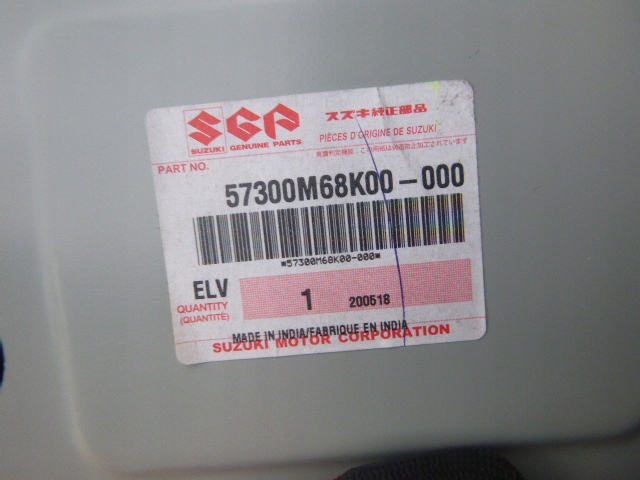 SGP スズキ純正部品
SUZUKI GENUINE PARTS PIÈCES D'ORIGINE DE SUZUKI
PART NO.
57300M68K00-000
*57300M68K00-000*
ELV 1 200518
QUANTITY
(QUANTITÉ)
MADE IN INDIA/FABRIQUE EN INDIA
SUZUKI MOTOR CORPORATION